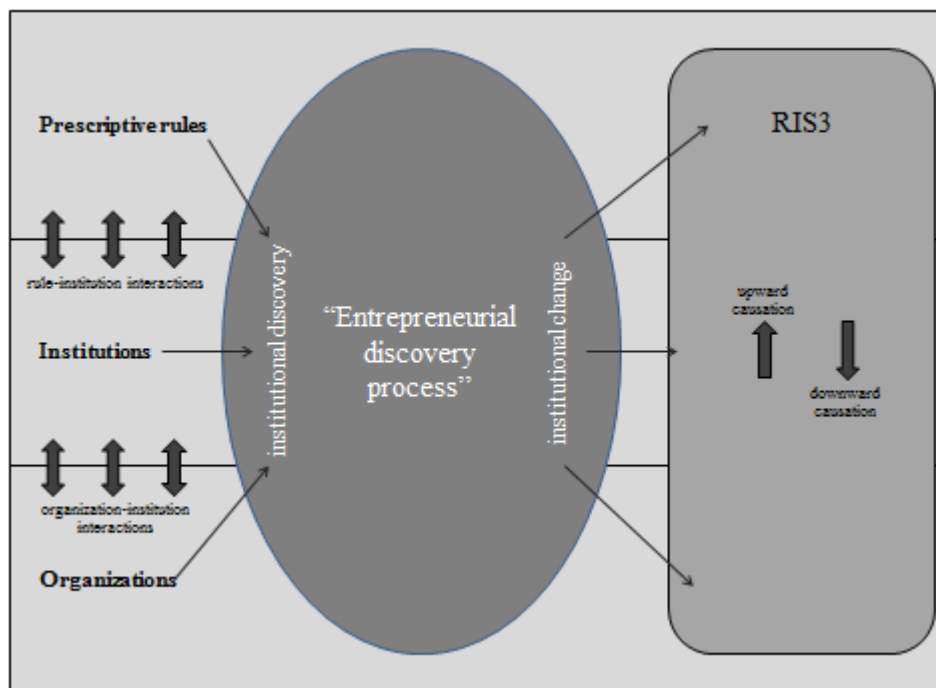 Prescriptive rules
rule-institution interactions
Institutions
organization-institution
interactions
Organizations
institutional discovery
“Entrepreneurial
discovery
process”
institutional change
RIS3
upward
causation
downward
causation